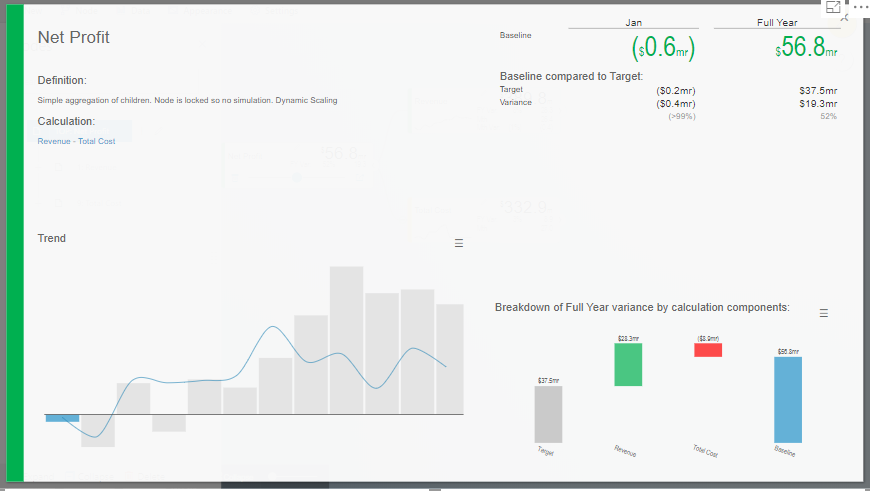 Net Profit
Definition:
Simple aggregation of children. Node is locked so no simulation. Dynamic Scaling
Calculation:
Revenue - Total Cost
Jan
Full Year
Baseline
($0.6mr)
$56.8mr
Baseline compared to Target:
Target
($0.2mr)
$37.5mr
Variance
($0.4mr)
$19.3mr
(>99%)
52%
Trend
Breakdown of Full Year variance by calculation components:
$37.5mr
$28.3mr
($8.9mr)
$56.8mr
Target
Revenue
Total Cost
Baseline